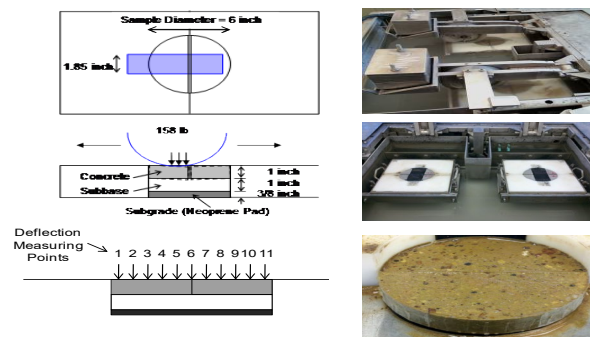 Sample Diameter = 6 inch
1.85 inch
158 lb
Concrete
Subbase
1 inch
1 inch
3/8 inch
Subgrade (Neoprene Pad)
Deflection
Measuring
Points
1 2 3 4 5 6 7 8 9 10 11